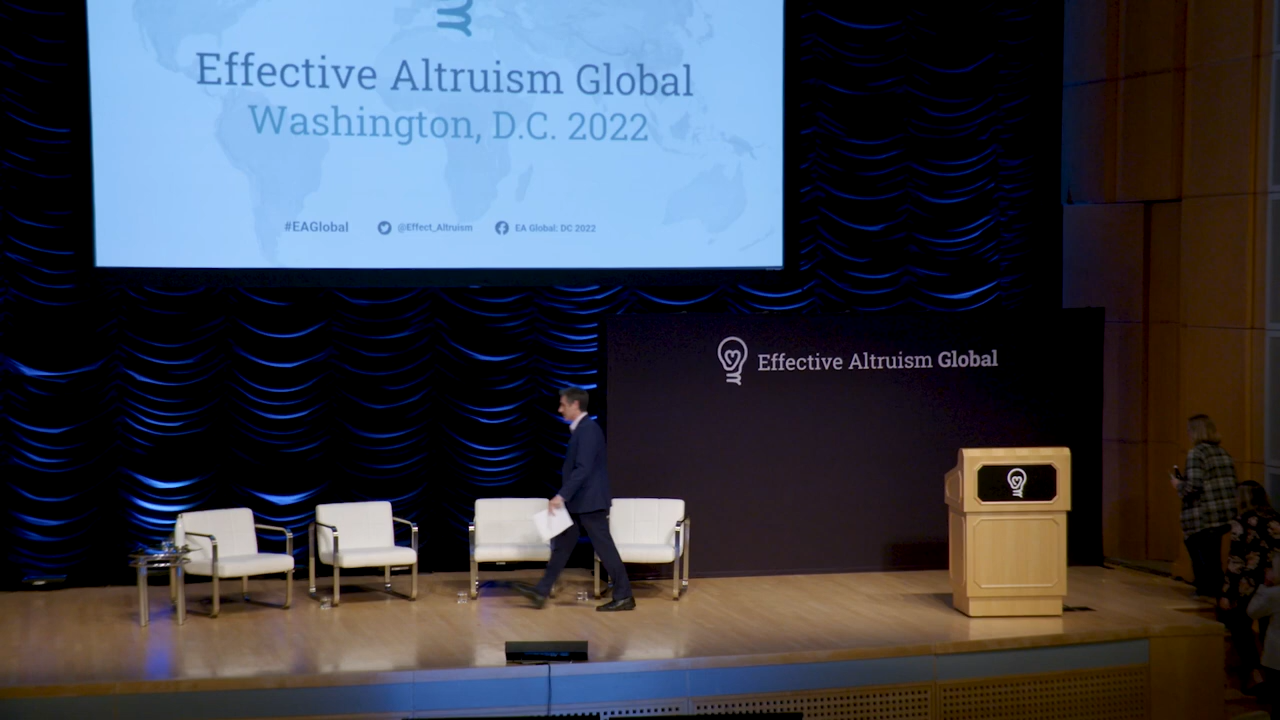 Effective Altruism Global
Washington, D.C. 2022
#EAGlobal @Effect_Altruism EA Global: DC 2022
Effective Altruism Global